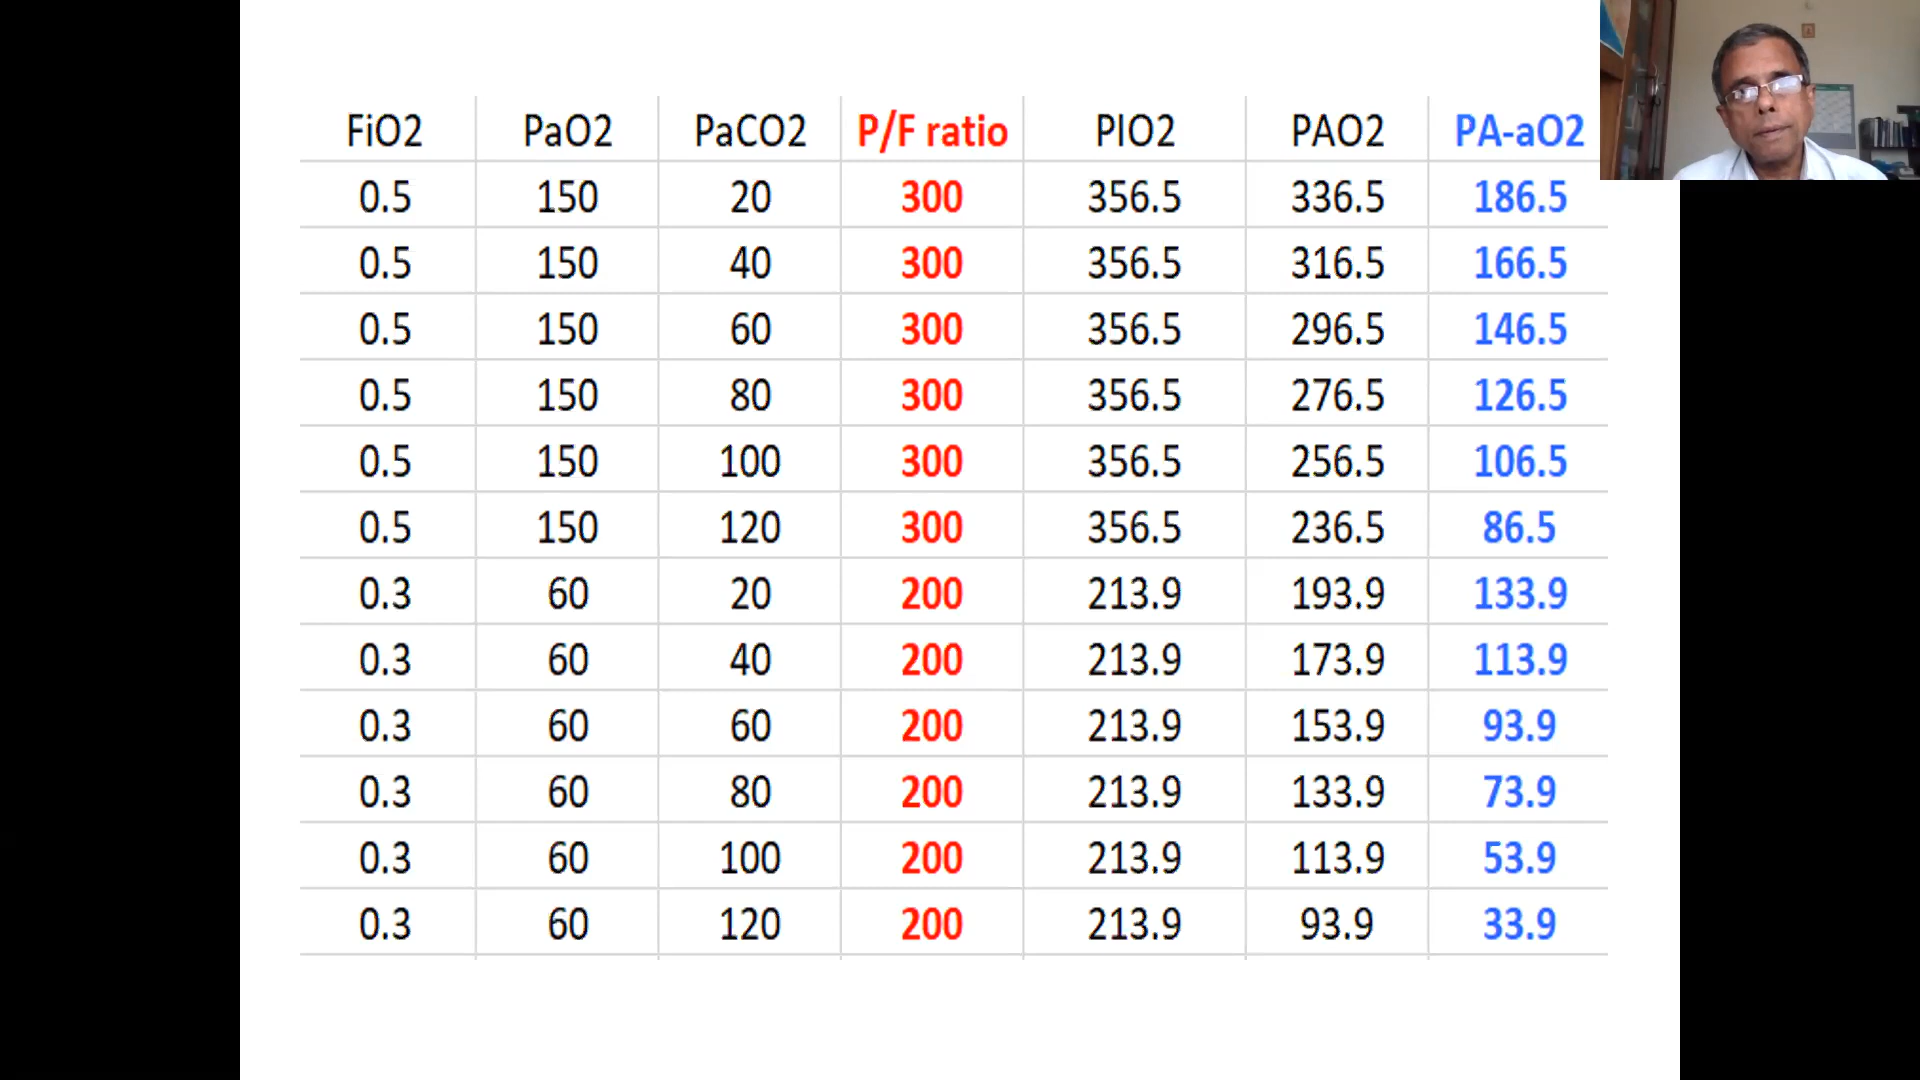 FiO2 PaO2 PaCO2 P/F ratio PIO2 PAO2 PA-aO2
0.5 150 20 300 356.5 336.5 186.5
0.5 150 40 300 356.5 316.5 166.5
0.5 150 60 300 356.5 296.5 146.5
0.5 150 80 300 356.5 276.5 126.5
0.5 150 100 300 356.5 256.5 106.5
0.5 150 120 300 356.5 236.5 86.5
0.3 60 20 200 213.9 193.9 133.9
0.3 60 40 200 213.9 173.9 113.9
0.3 60 60 200 213.9 153.9 93.9
0.3 60 80 200 213.9 133.9 73.9
0.3 60 100 200 213.9 113.9 53.9
0.3 60 120 200 213.9 93.9 33.9